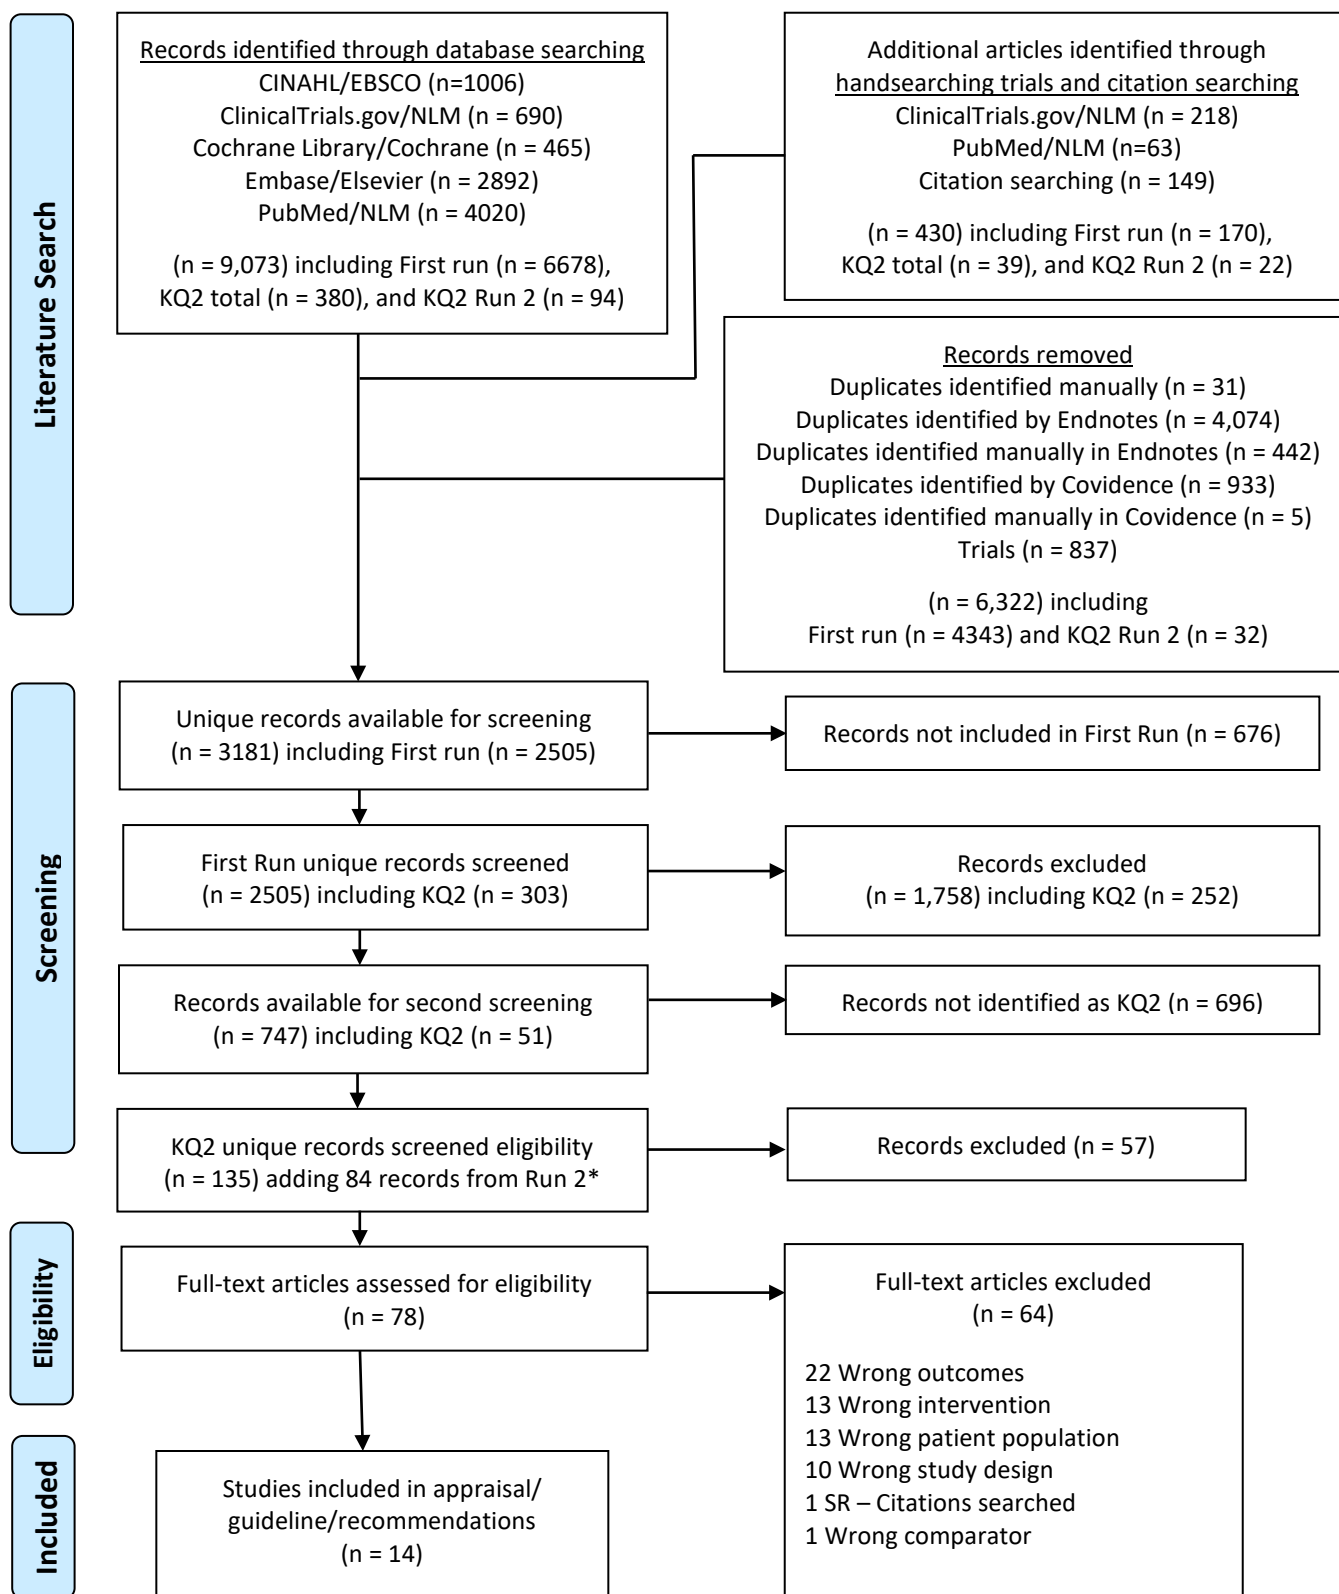 Literature Search
Records identified through database searching
CINAHL/EBSCO (n=1006)
ClinicalTrials.gov/NLM (n = 690)
Cochrane Library/Cochrane (n = 465)
Embase/Elsevier (n = 2892)
PubMed/NLM (n = 4020)
(n = 9,073) including First run (n = 6678),
KQ2 total (n = 380), and KQ2 Run 2 (n = 94)
Additional articles identified through
handsearching trials and citation searching
ClinicalTrials.gov/NLM (n = 218)
PubMed/NLM (n=63)
Citation searching (n = 149)
(n = 430) including First run (n = 170),
KQ2 total (n = 39), and KQ2 Run 2 (n = 22)
Records removed
Duplicates identified manually (n = 31)
Duplicates identified by Endnotes (n = 4,074)
Duplicates identified manually in Endnotes (n = 442)
Duplicates identified by Covidence (n = 933)
Duplicates identified manually in Covidence (n = 5)
Trials (n = 837)
(n = 6,322) including
First run (n = 4343) and KQ2 Run 2 (n = 32)
Screening
Unique records available for screening
(n = 3181) including First run (n = 2505)
Records not included in First Run (n = 676)
First Run unique records screened
(n = 2505) including KQ2 (n = 303)
Records excluded
(n = 1,758) including KQ2 (n = 252)
Records available for second screening
(n = 747) including KQ2 (n = 51)
Records not identified as KQ2 (n = 696)
KQ2 unique records screened eligibility
(n = 135) adding 84 records from Run 2*
Records excluded (n = 57)
Eligibility
Full-text articles assessed for eligibility
(n = 78)
Full-text articles excluded
(n = 64)
22 Wrong outcomes
13 Wrong intervention
13 Wrong patient population
10 Wrong study design
1 SR – Citations searched
1 Wrong comparator
Included
Studies included in appraisal/
guideline/recommendations
(n = 14)